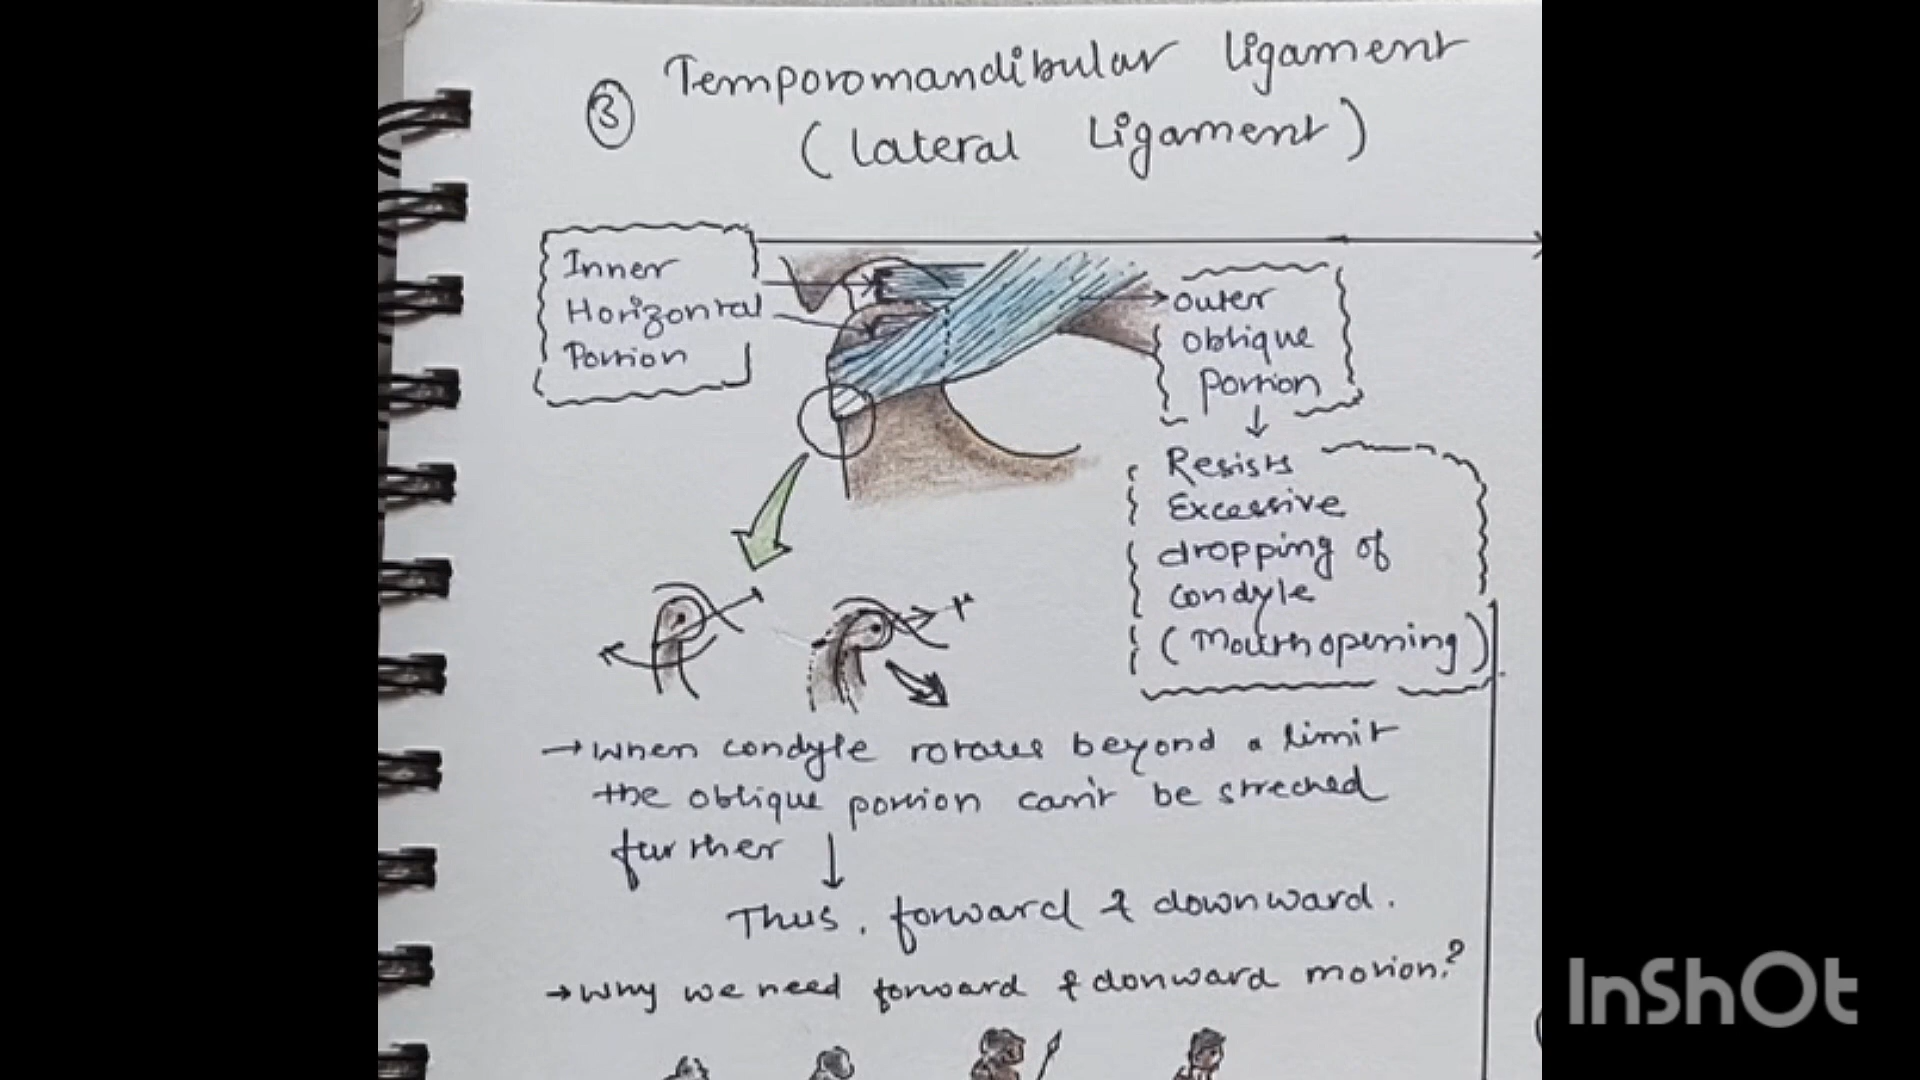 ③ Temporomandibular Ligament
(Lateral Ligament)
Inner
Horizontal
Portion
outer
oblique
portion
↓
Resists
Excessive
dropping of
condyle
(Mouth opening)
→ When condyle rotates beyond a limit
the oblique portion can't be streched
further ↓
Thus, forward & downward.
→ Why we need forward & donward motion?
InShOt